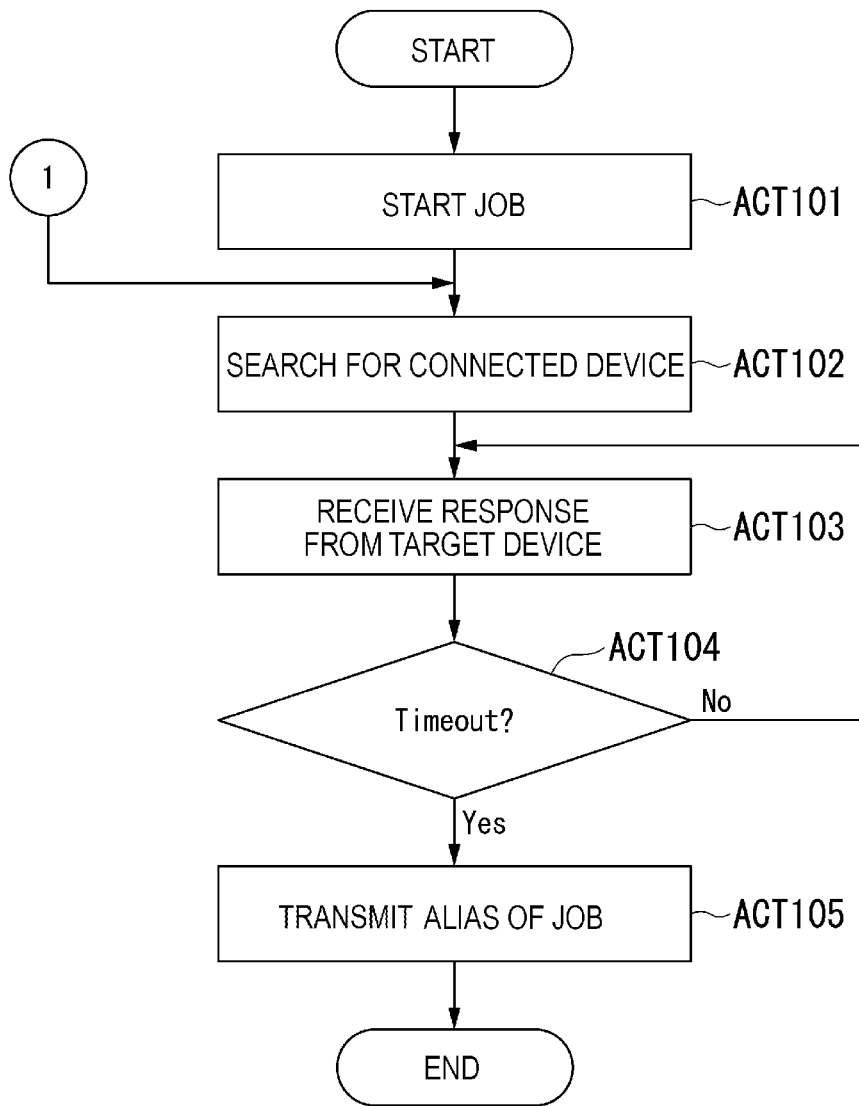 START
1
START JOB
ACT101
SEARCH FOR CONNECTED DEVICE
ACT102
RECEIVE RESPONSE
FROM TARGET DEVICE
ACT103
ACT104
Timeout?
No
Yes
TRANSMIT ALIAS OF JOB
ACT105
END